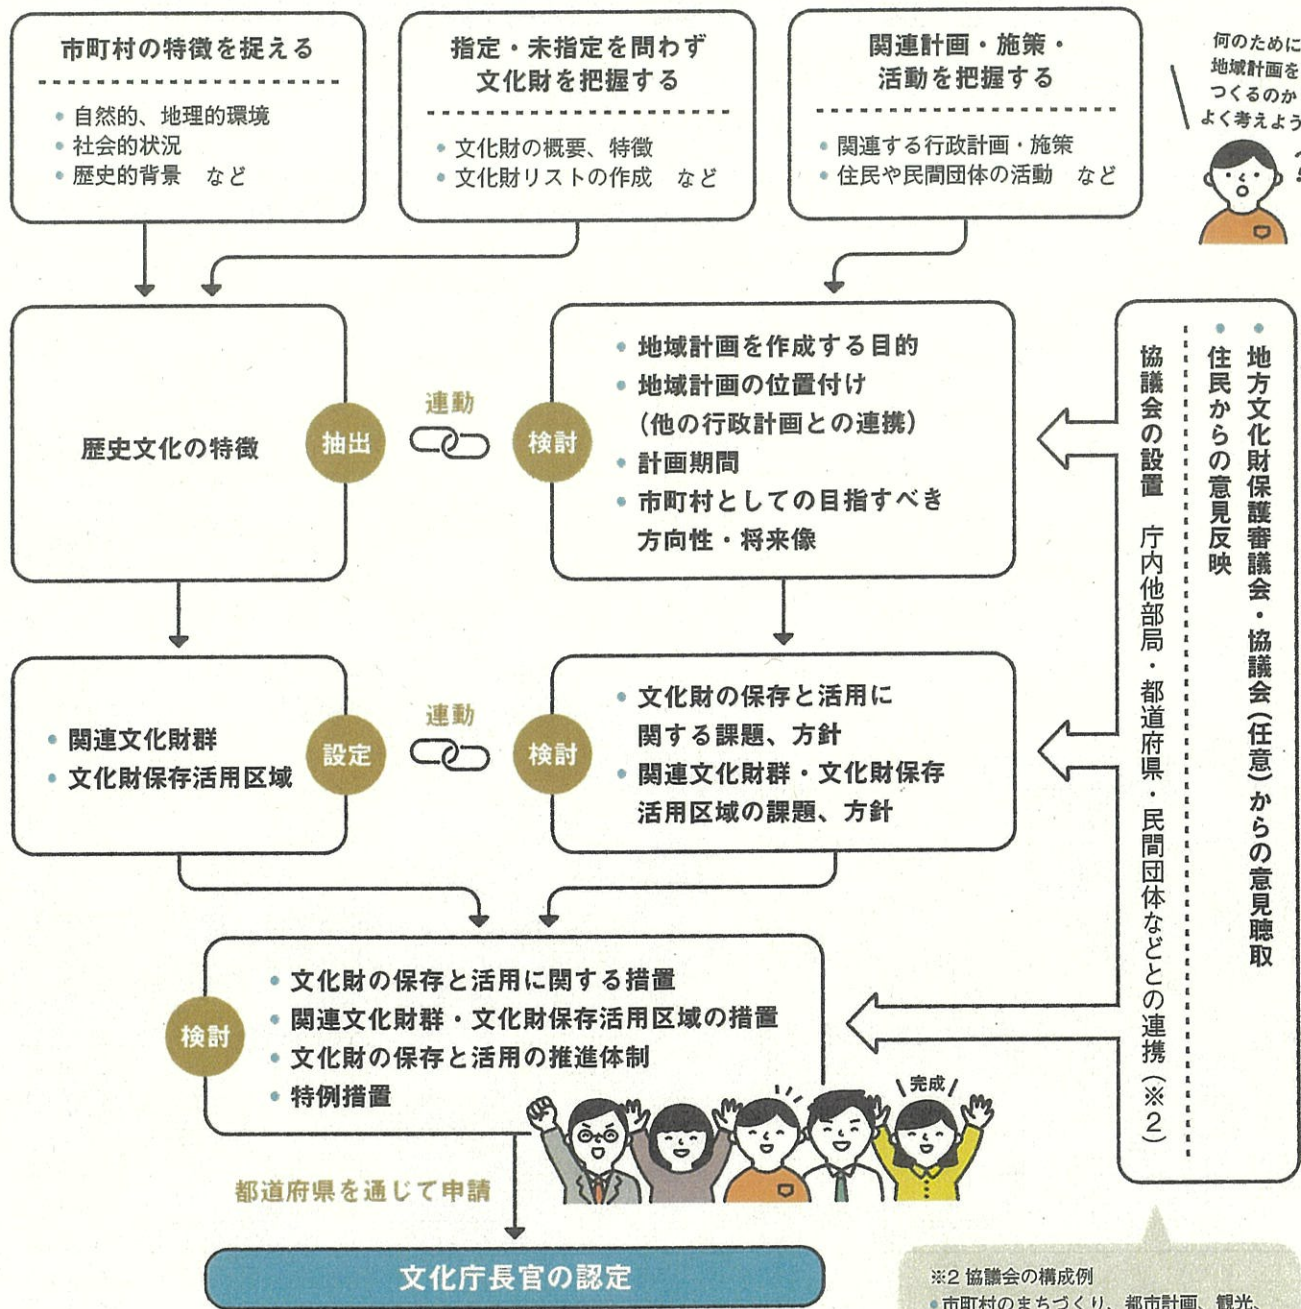 市町村の特徴を捉える
自然的、地理的環境
社会的状況
歴史的背景　など
指定・未指定を問わず
文化財を把握する
文化財の概要、特徴
文化財リストの作成　など
関連計画・施策・
活動を把握する
関連する行政計画・施策
住民や民間団体の活動　など
何のために
地域計画を
つくるのか
よく考えよう
歴史文化の特徴
抽出
連動
検討
地域計画を作成する目的
地域計画の位置付け
（他の行政計画との連携）
計画期間
市町村としての目指すべき
方向性・将来像
地方文化財保護審議会・協議会（任意）からの意見聴取
住民からの意見反映
協議会の設置　庁内他部局・都道府県・民間団体などとの連携（※2）
関連文化財群
文化財保存活用区域
設定
連動
検討
文化財の保存と活用に
関する課題、方針
関連文化財群・文化財保存
活用区域の課題、方針
検討
文化財の保存と活用に関する措置
関連文化財群・文化財保存活用区域の措置
文化財の保存と活用の推進体制
特例措置
完成
都道府県を通じて申請
文化庁長官の認定
※2 協議会の構成例
市町村のまちづくり、都市計画、観光、